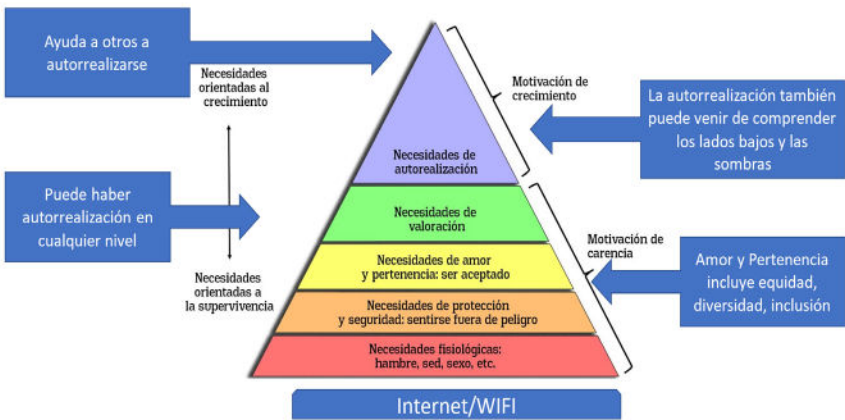 Ayuda a otros a
autorrealizarse
Necesidades
orientadas al
crecimiento
Motivación de
crecimiento
La autorrealización también
puede venir de comprender
los lados bajos y las
sombras
Necesidades de
autorealización
Puede haber
autorrealización en
cualquier nivel
Necesidades de
valoración
Motivación de
carencia
Necesidades
orientadas a
la supervivencia
Necesidades de amor
y pertenencia: ser aceptado
Amor y Pertenencia
incluye equidad,
diversidad, inclusión
Necesidades de protección
y seguridad: sentirse fuera de peligro
Necesidades fisiológicas:
hambre, sed, sexo, etc.
Internet/WIFI